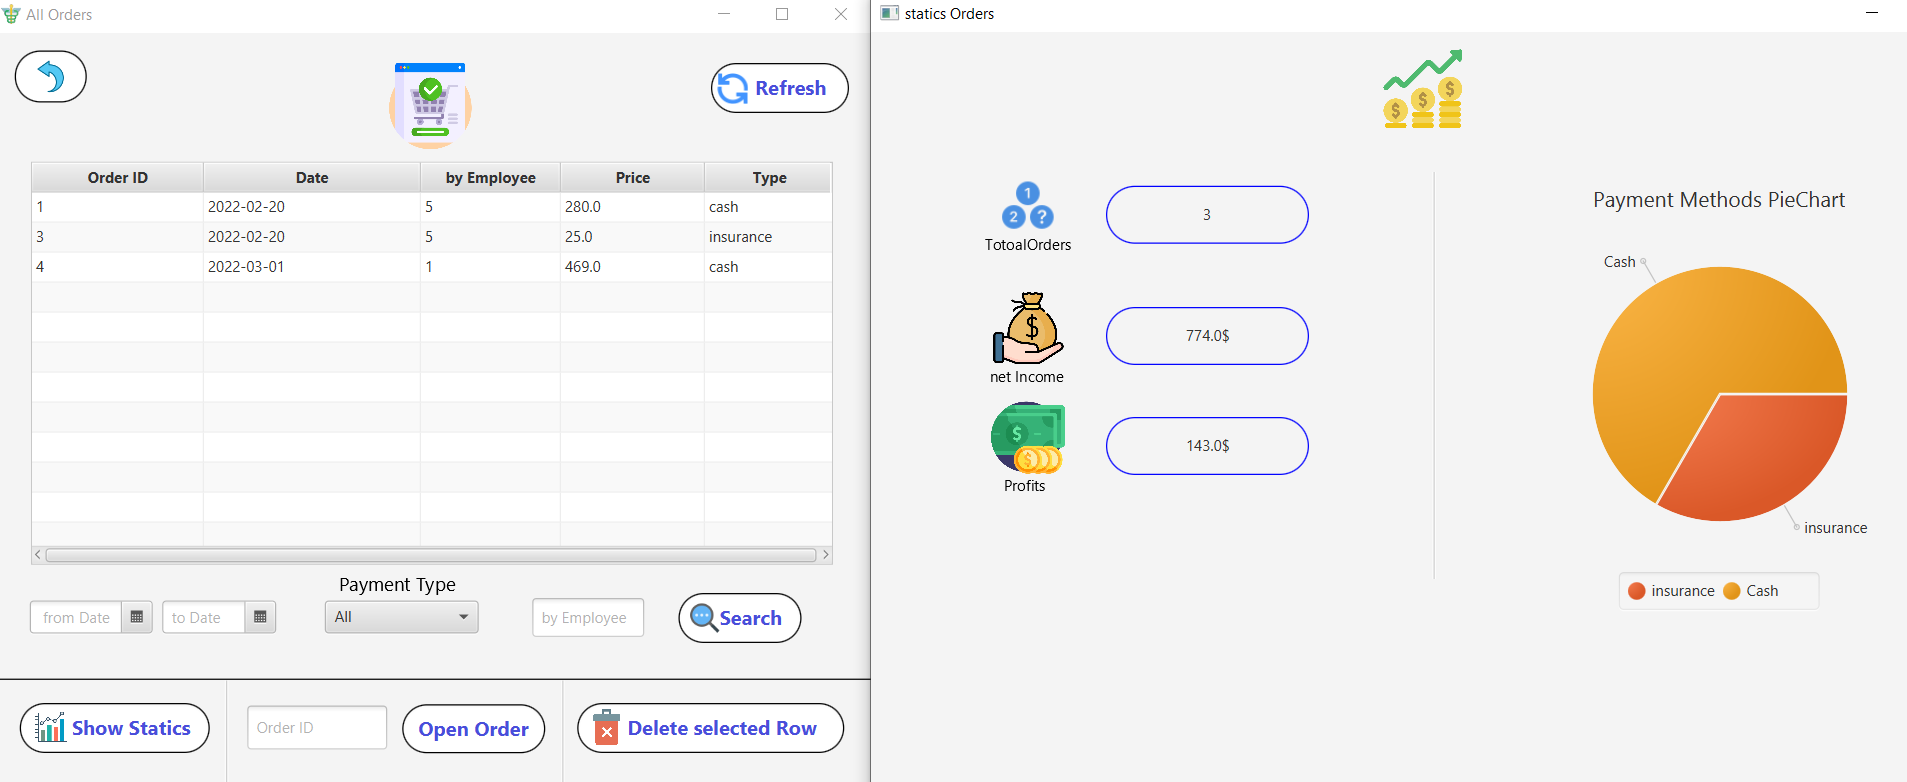 All Orders
Refresh
Order ID Date by Employee Price Type
1 2022-02-20 5 280.0 cash
3 2022-02-20 5 25.0 insurance
4 2022-03-01 1 469.0 cash
Payment Type
from Date to Date All by Employee Search
Show Statics Order ID Open Order Delete selected Row
statics Orders
1
2 ?
TotoalOrders
3
$
net Income
774.0$
$
Profits
143.0$
$ $ $
Payment Methods PieChart
Cash
insurance
insurance Cash